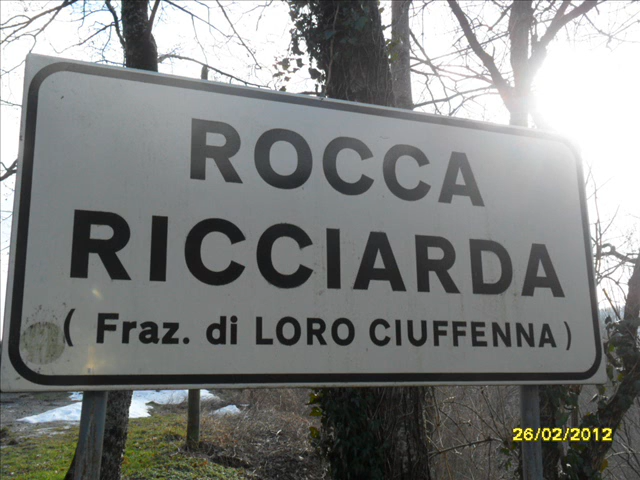 ROCCA
RICCIARDA
( Fraz. di LORO CIUFFENNA )
26/02/2012